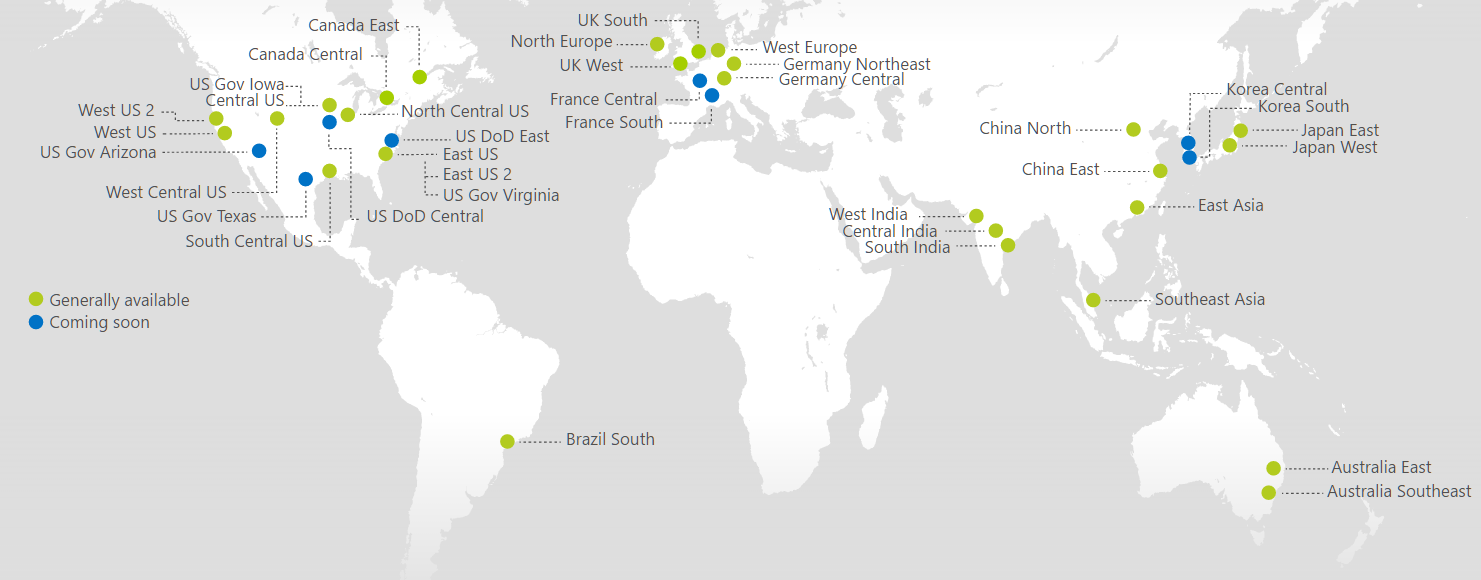 Canada East
Canada Central
US Gov Iowa
Central US
West US 2
West US
US Gov Arizona
North Central US
US DoD East
East US
East US 2
US Gov Virginia
West Central US
US Gov Texas
US DoD Central
South Central US
Generally available
Coming soon
Brazil South
UK South
North Europe
UK West
West Europe
Germany Northeast
Germany Central
France Central
France South
Korea Central
Korea South
China North
Japan East
Japan West
China East
East Asia
West India
Central India
South India
Southeast Asia
Australia East
Australia Southeast